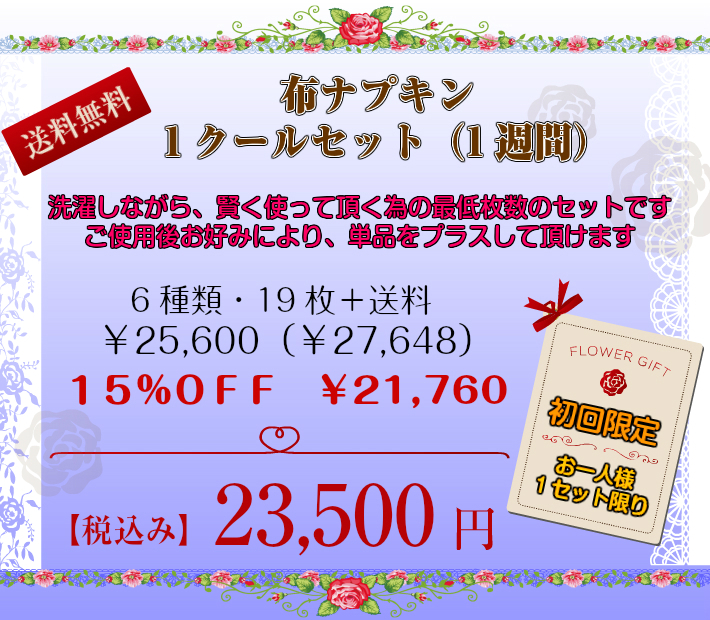 送料無料
布ナプキン
1クールセット（1週間）
洗濯しながら、賢く使って頂く為の最低枚数のセットです
ご使用後お好みにより、単品をプラスして頂けます
6種類・19枚＋送料
￥25,600（￥27,648）
１５％ＯＦＦ　￥21,760
FLOWER GIFT
初回限定
お一人様
1セット限り
【税込み】23,500円